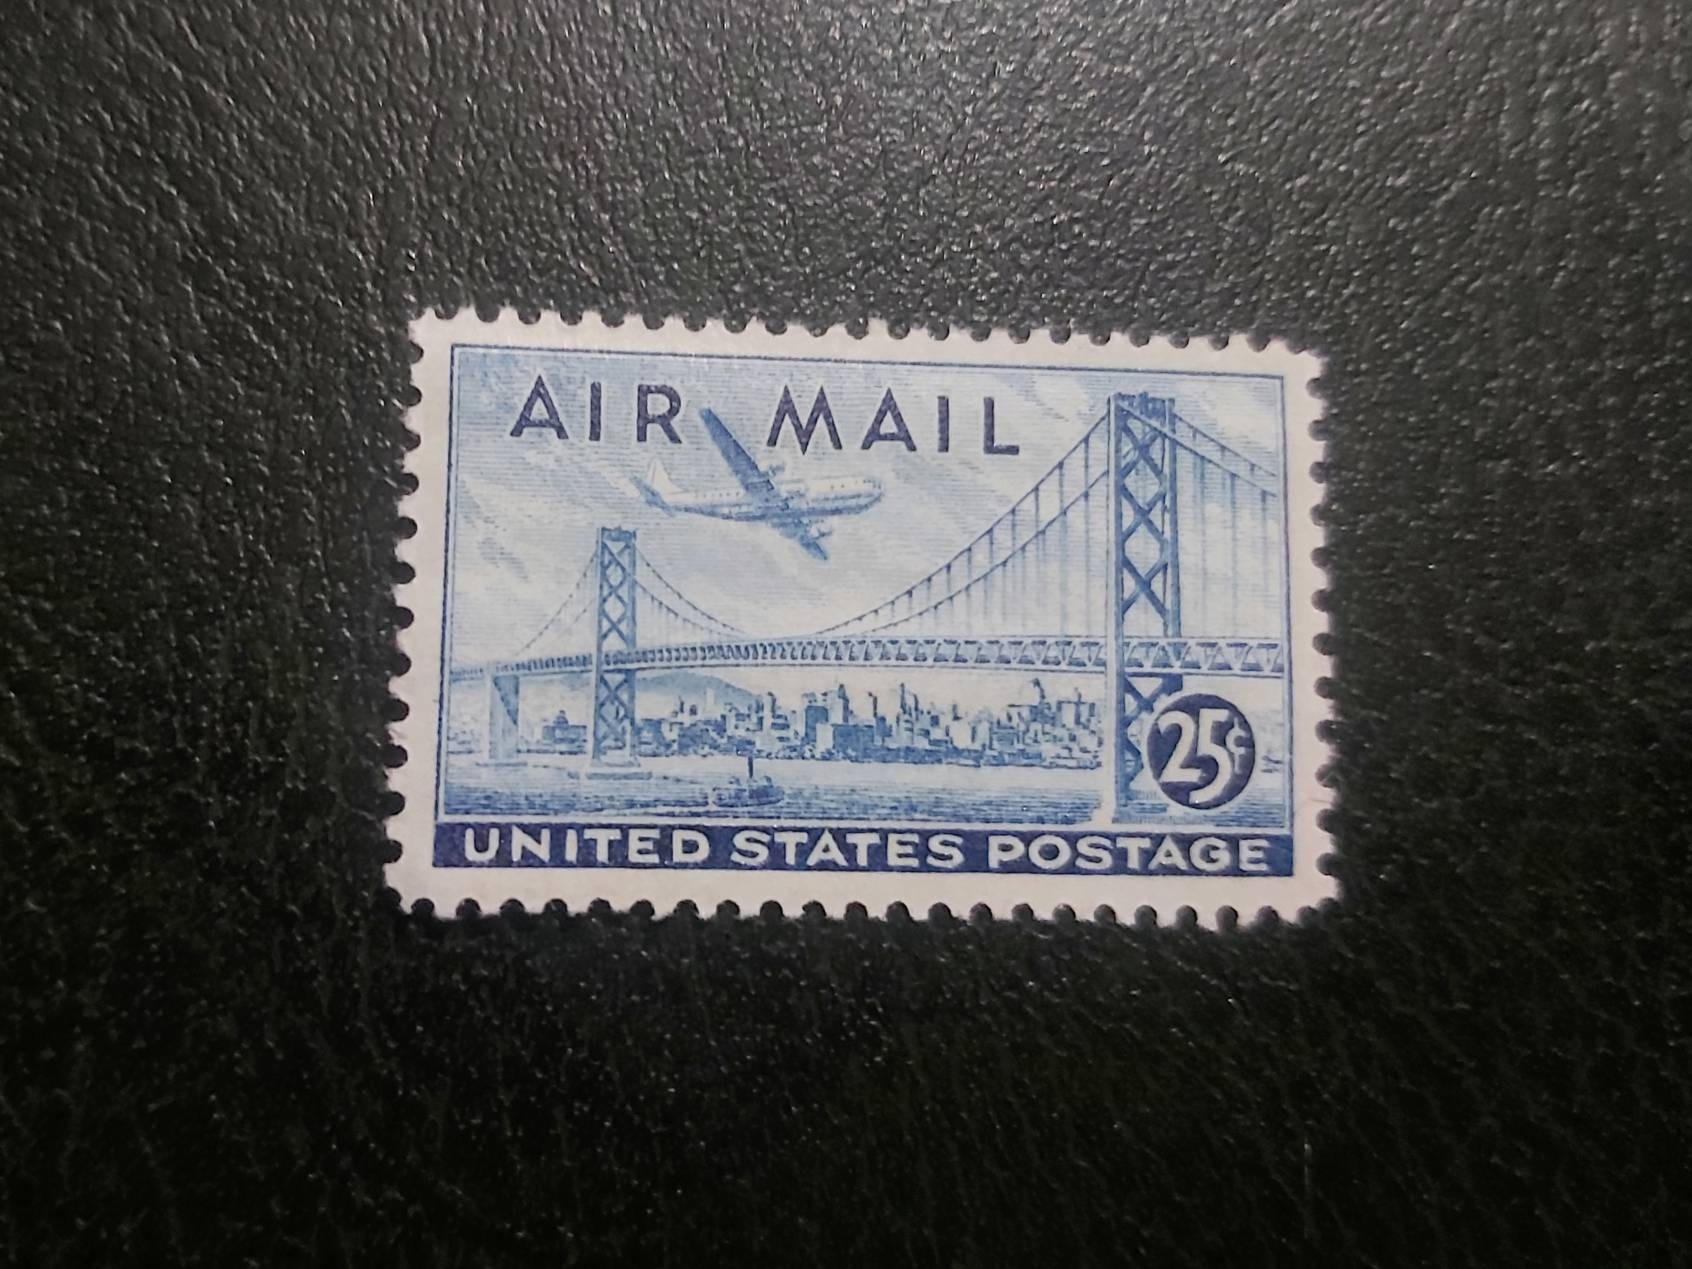 AIR MAIL
25¢
UNITED STATES POSTAGE